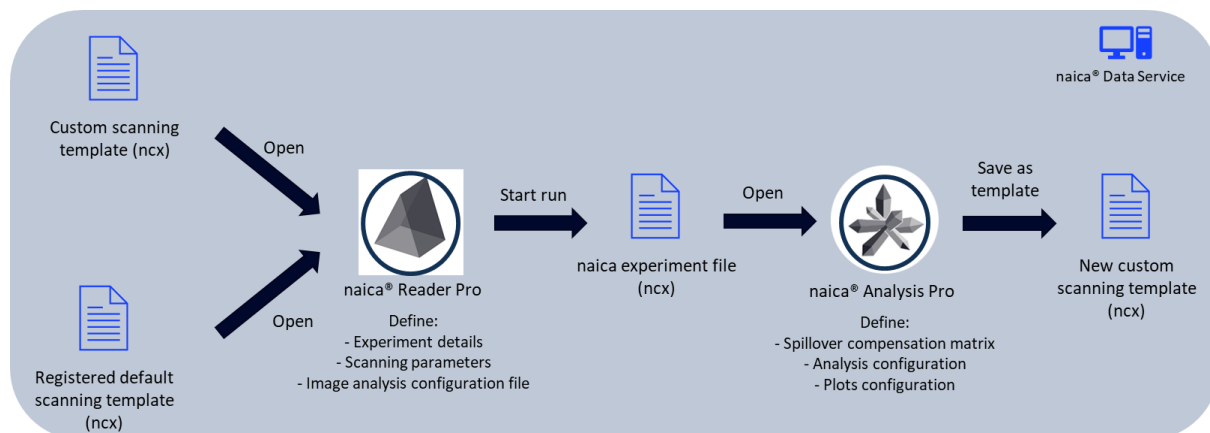 naica® Data Service
Custom scanning
template (ncx)
Open
Registered default
scanning template
(ncx)
Open
naica® Reader Pro
Define:
- Experiment details
- Scanning parameters
- Image analysis configuration file
Start run
naica experiment file
(ncx)
Open
naica® Analysis Pro
Define:
- Spillover compensation matrix
- Analysis configuration
- Plots configuration
Save as
template
New custom
scanning template
(ncx)